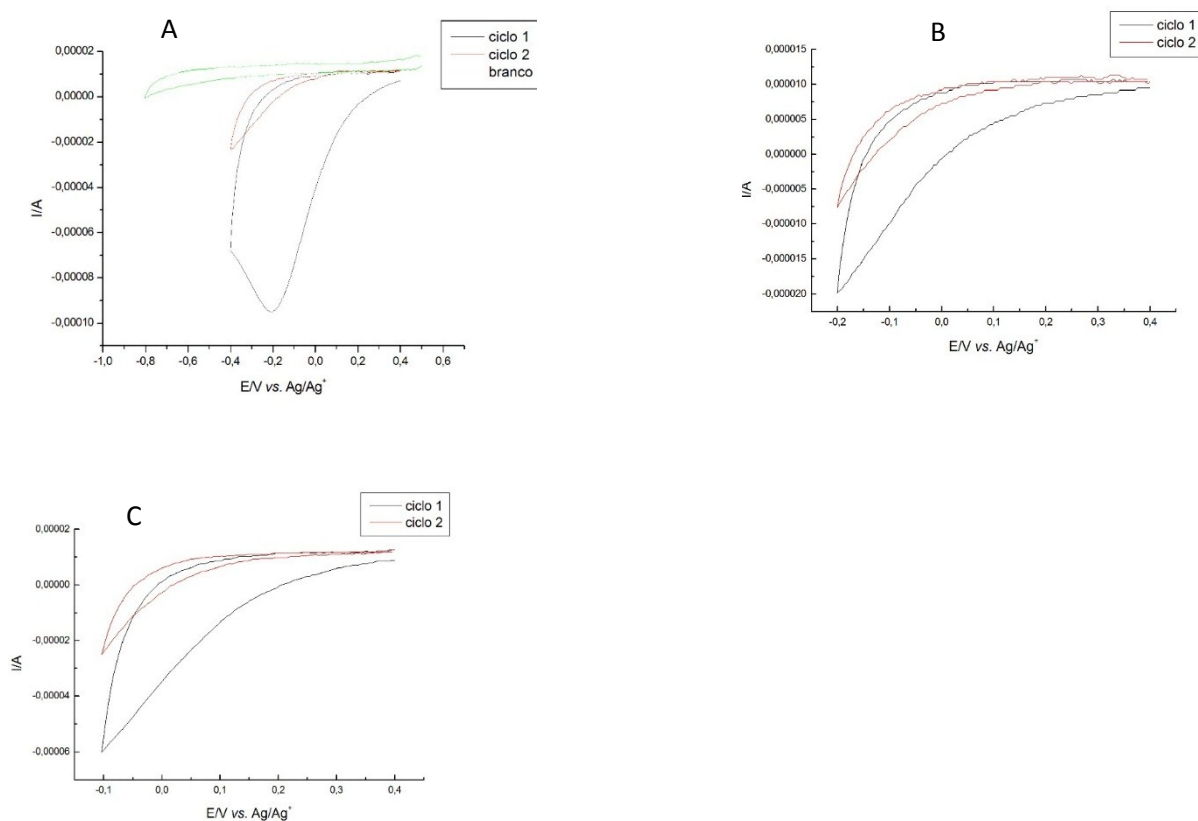 A
ciclo 1
ciclo 2
branco
0,00002
0,00000
-0,00002
-0,00004
-0,00006
-0,00008
-0,00010
I/A
-1,0 -0,8 -0,6 -0,4 -0,2 0,0 0,2 0,4 0,6
E/V vs. Ag/Ag⁺
B
ciclo 1
ciclo 2
0,000015
0,000010
0,000005
0,000000
-0,000005
-0,000010
-0,000015
-0,000020
I/A
-0,2 -0,1 0,0 0,1 0,2 0,3 0,4
E/V vs. Ag/Ag⁺
C
ciclo 1
ciclo 2
0,00002
0,00000
-0,00002
-0,00004
-0,00006
I/A
-0,1 0,0 0,1 0,2 0,3 0,4
E/V vs. Ag/Ag⁺